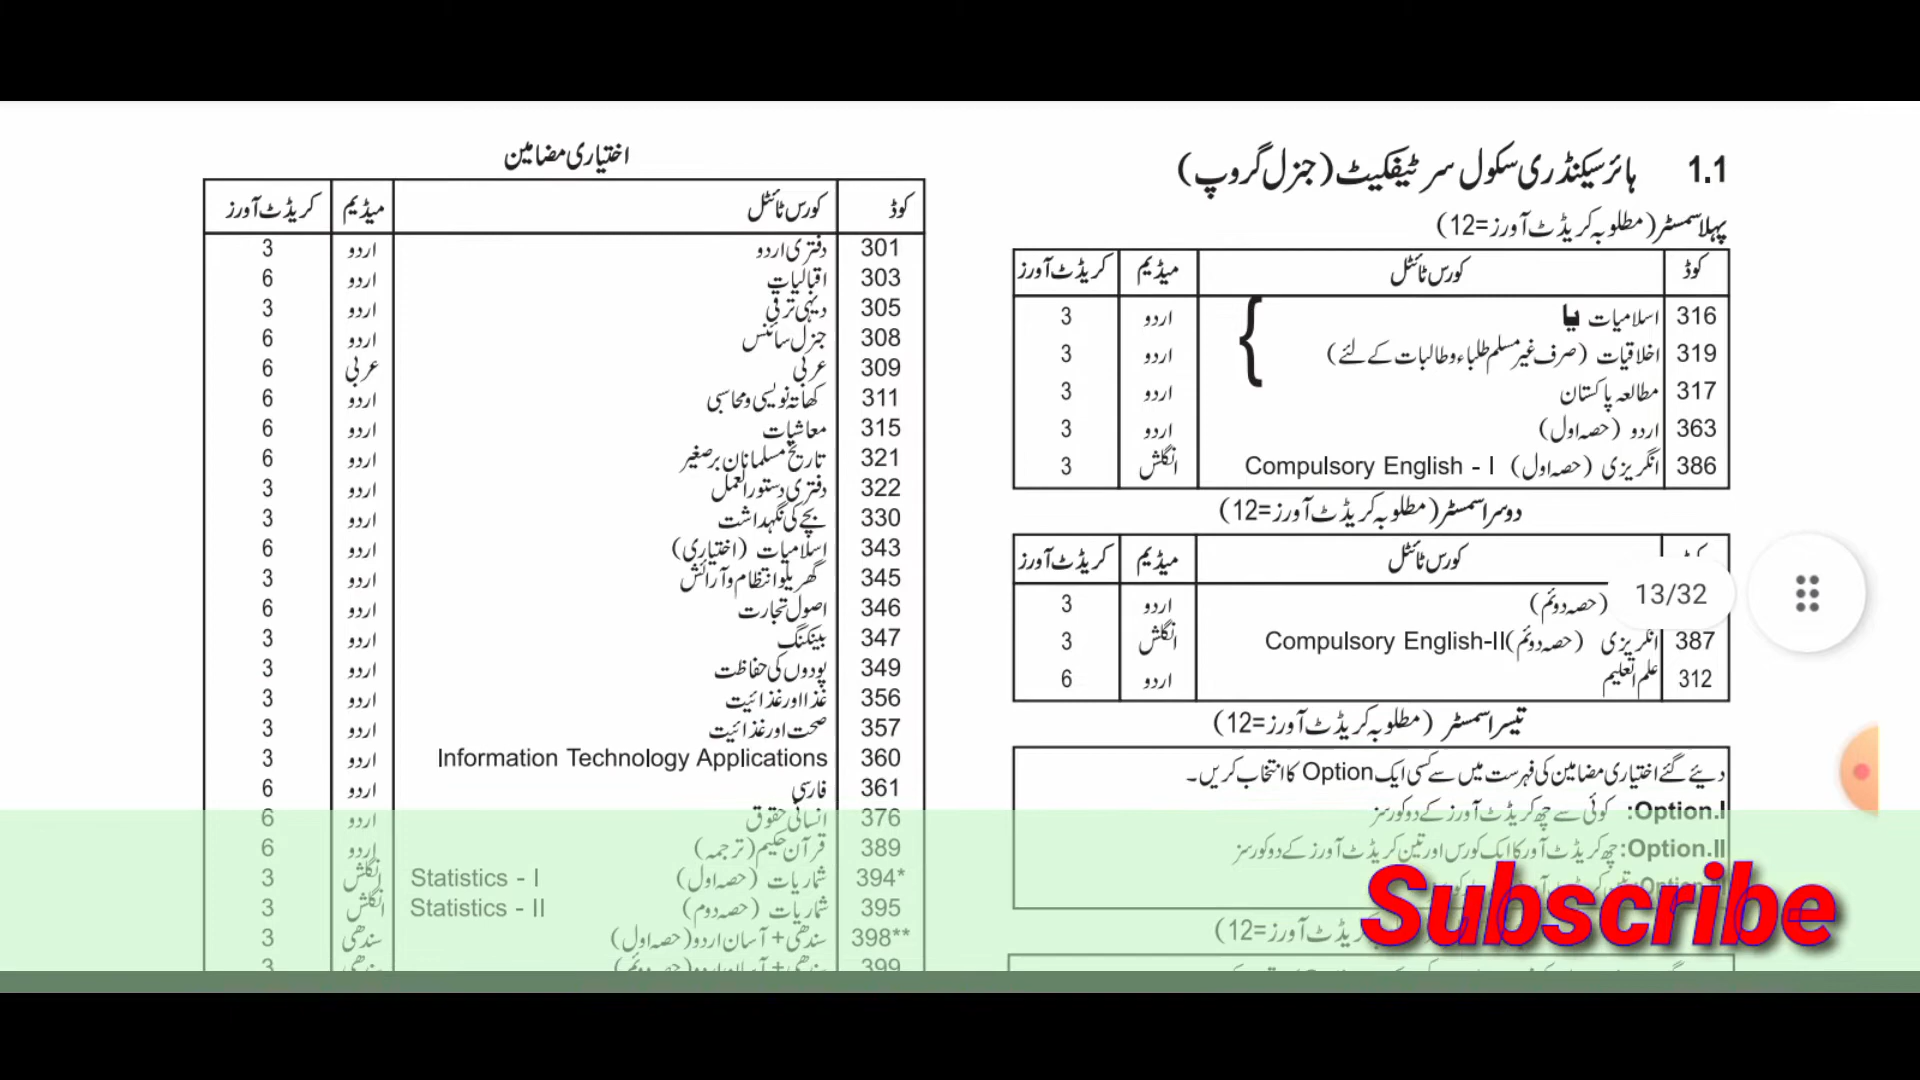 1.1 ہائر سیکنڈری سکول سرٹیفکیٹ (جنرل گروپ)
پہلا سمسٹر (مطلوبہ کریڈٹ آورز=12)
کوڈ کورس ٹائٹل میڈیم کریڈٹ آورز
316 اسلامیات یا اردو 3
319 اخلاقیات (صرف غیر مسلم طلباء و طالبات کے لئے) اردو 3
317 مطالعہ پاکستان اردو 3
363 اردو (حصہ اول) اردو 3
386 انگریزی (حصہ اول) Compulsory English - I انگلش 3
دوسرا سمسٹر (مطلوبہ کریڈٹ آورز=12)
کورس ٹائٹل میڈیم کریڈٹ آورز
(حصہ دوئم) اردو 3
387 انگریزی (حصہ دوئم) Compulsory English-II انگلش 3
312 علم التعلیم اردو 6
تیسرا سمسٹر (مطلوبہ کریڈٹ آورز=12)
دیئے گئے اختیاری مضامین کی فہرست میں سے کسی ایک Option کا انتخاب کریں۔
Option.I: کوئی سے چھ کریڈٹ آورز کے دو کورسز
Option.II: چھ کریڈٹ آور کا ایک کورس اور تین کریڈٹ آورز کے دو کورسز
کریڈٹ آورز=12)
اختیاری مضامین
کوڈ کورس ٹائٹل میڈیم کریڈٹ آورز
301 دفتری اردو اردو 3
303 اقبالیات اردو 6
305 دیہی ترقی اردو 3
308 جنرل سائنس اردو 6
309 عربی عربی 6
311 کھاتہ نویسی و محاسبی اردو 6
315 معاشیات اردو 6
321 تاریخ مسلمانان برصغیر اردو 6
322 دفتری دستور العمل اردو 3
330 بچے کی نگہداشت اردو 3
343 اسلامیات (اختیاری) اردو 6
345 گھریلو انتظام و آرائش اردو 3
346 اصول تجارت اردو 6
347 بینکنگ اردو 3
349 پودوں کی حفاظت اردو 3
356 غذا اور غذائیت اردو 3
357 صحت اور غذائیت اردو 3
360 Information Technology Applications اردو 3
361 فارسی اردو 6
376 انسانی حقوق اردو 6
389 قرآن حکیم (ترجمہ) اردو 6
394* شماریات (حصہ اول) Statistics - I انگلش 3
395 شماریات (حصہ دوم) Statistics - II انگلش 3
398** سندھی + آسان اردو (حصہ اول) سندھی 3
399 سندھی + آسان اردو (حصہ دوئم) سندھی 3
13/32
Subscribe